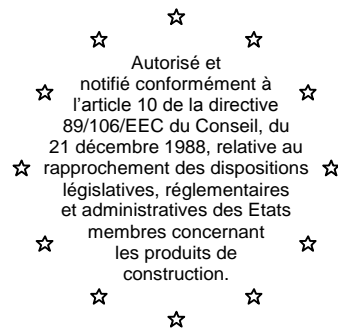 Autorisé et
notifié conformément à
l’article 10 de la directive
89/106/EEC du Conseil, du
21 décembre 1988, relative au
rapprochement des dispositions
législatives, réglementaires
et administratives des Etats
membres concernant
les produits de
construction.